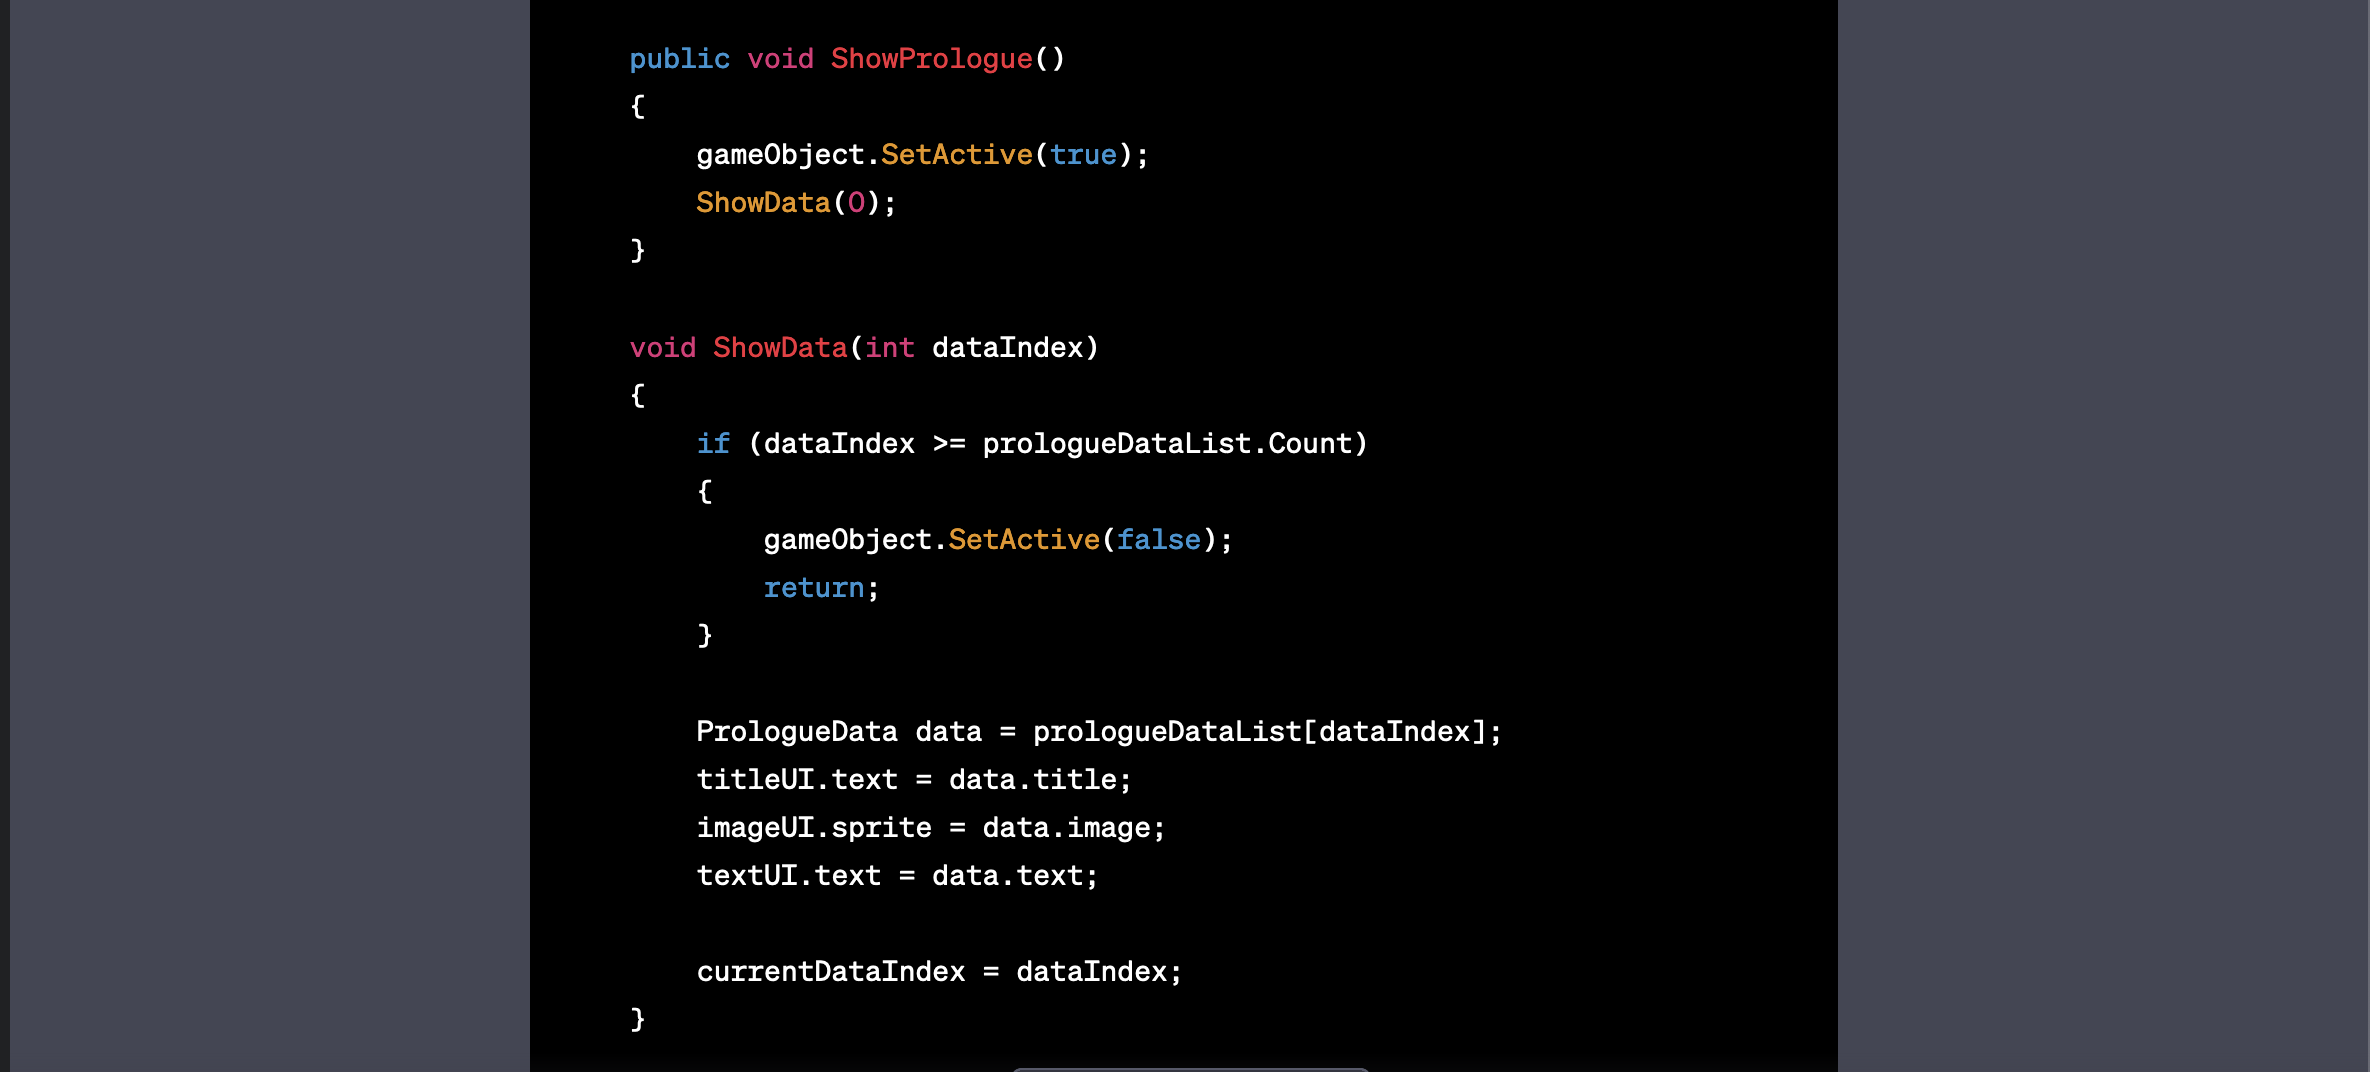 public void ShowPrologue()
{
    gameObject.SetActive(true);
    ShowData(0);
}

void ShowData(int dataIndex)
{
    if (dataIndex >= prologueDataList.Count)
    {
        gameObject.SetActive(false);
        return;
    }

    PrologueData data = prologueDataList[dataIndex];
    titleUI.text = data.title;
    imageUI.sprite = data.image;
    textUI.text = data.text;

    currentDataIndex = dataIndex;
}